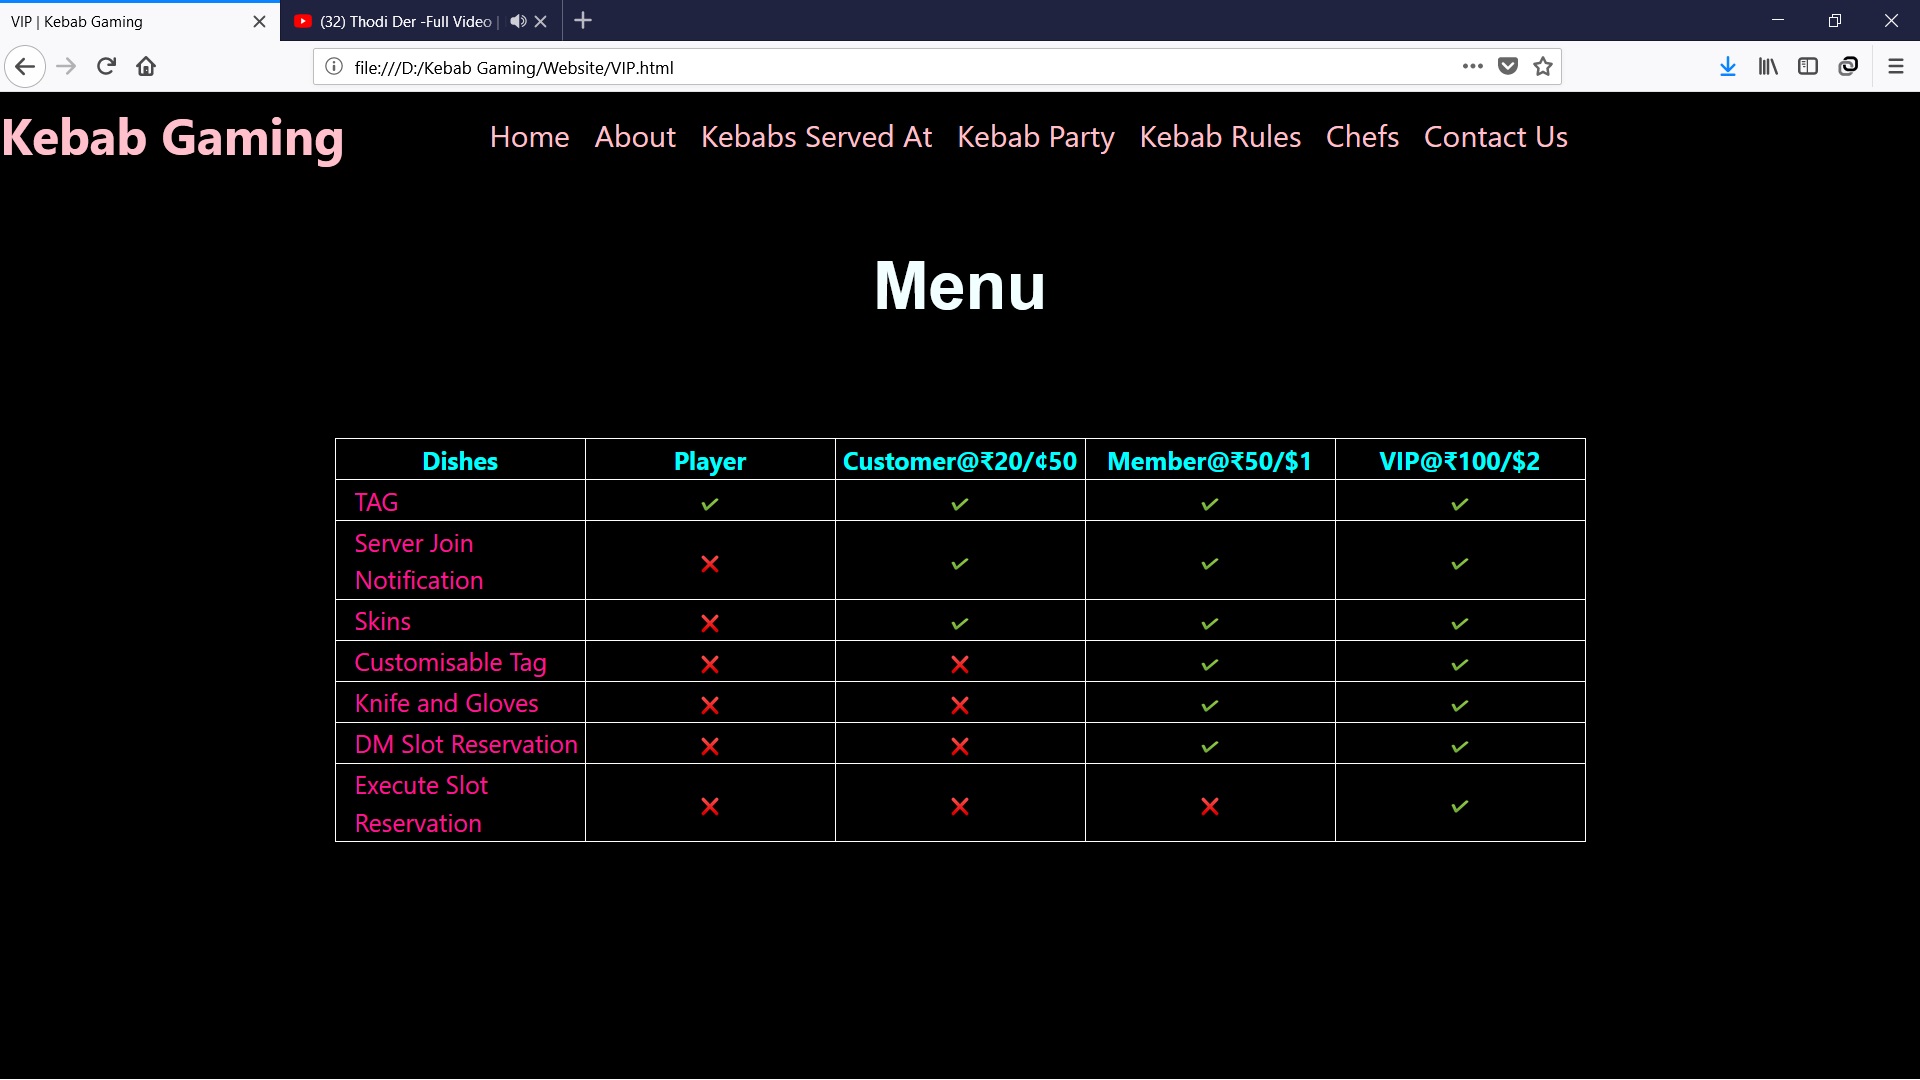 VIP | Kebab Gaming
(32) Thodi Der -Full Video |
file:///D:/Kebab Gaming/Website/VIP.html
Kebab Gaming
Home About Kebabs Served At Kebab Party Kebab Rules Chefs Contact Us
Menu
Dishes Player Customer@₹20/¢50 Member@₹50/$1 VIP@₹100/$2
TAG ✔ ✔ ✔ ✔
Server Join
Notification ❌ ✔ ✔ ✔
Skins ❌ ✔ ✔ ✔
Customisable Tag ❌ ❌ ✔ ✔
Knife and Gloves ❌ ❌ ✔ ✔
DM Slot Reservation ❌ ❌ ✔ ✔
Execute Slot
Reservation ❌ ❌ ❌ ✔